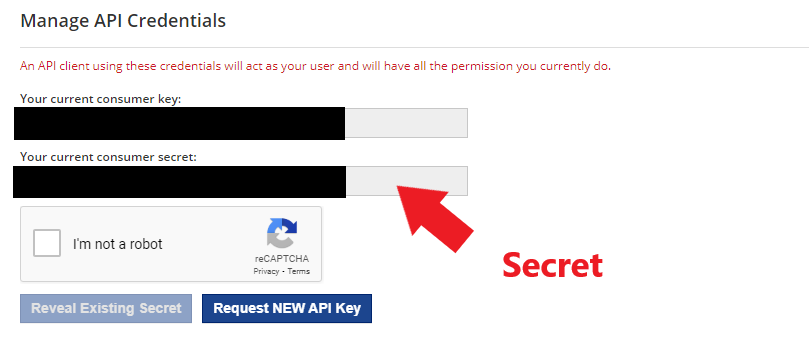 Manage API Credentials
An API client using these credentials will act as your user and will have all the permission you currently do.
Your current consumer key:
Your current consumer secret:
I'm not a robot
reCAPTCHA
Privacy - Terms
Secret
Reveal Existing Secret
Request NEW API Key